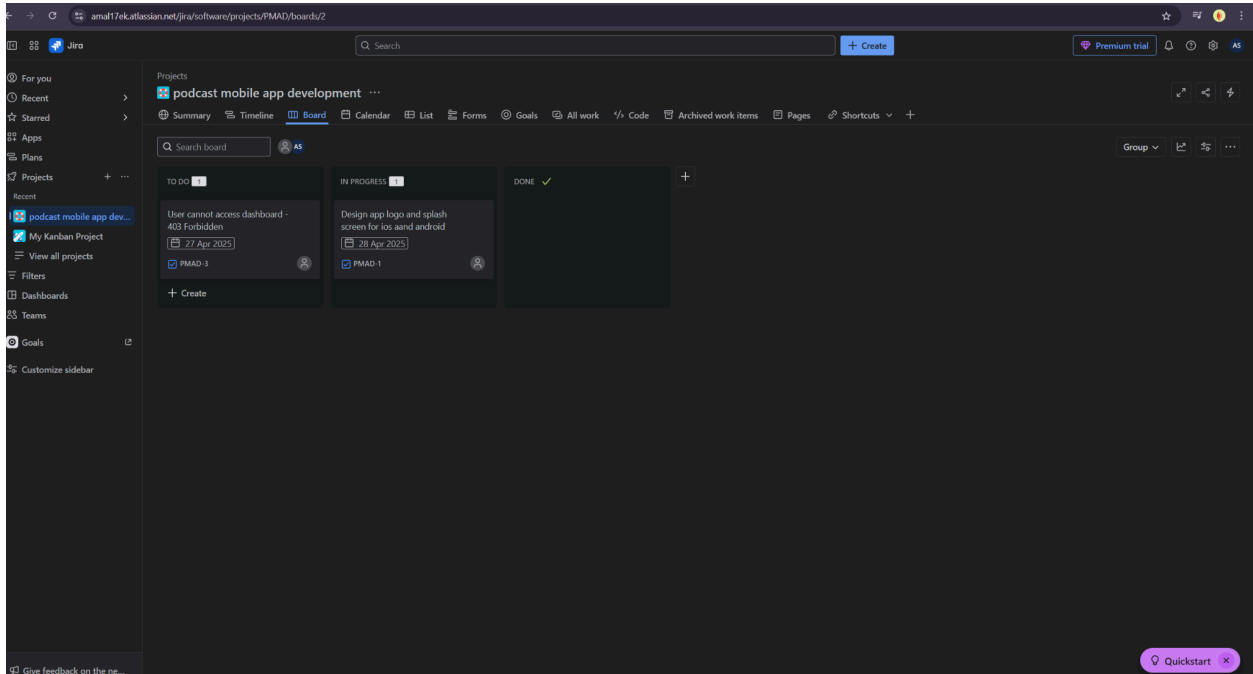 amal17ek.atlassian.net/jira/software/projects/PMAD/boards/2
Jira
Search
+ Create
Premium trial
AS
For you
Recent
Starred
Apps
Plans
Projects
Recent
podcast mobile app dev...
My Kanban Project
View all projects
Filters
Dashboards
Teams
Goals
Customize sidebar
Give feedback on the ne...
Projects
podcast mobile app development ...
Summary Timeline Board Calendar List Forms Goals All work Code Archived work items Pages Shortcuts +
Search board
AS
Group
TO DO 1
User cannot access dashboard -
403 Forbidden
27 Apr 2025
PMAD-3
+ Create
IN PROGRESS 1
Design app logo and splash
screen for ios aand android
28 Apr 2025
PMAD-1
DONE
Quickstart